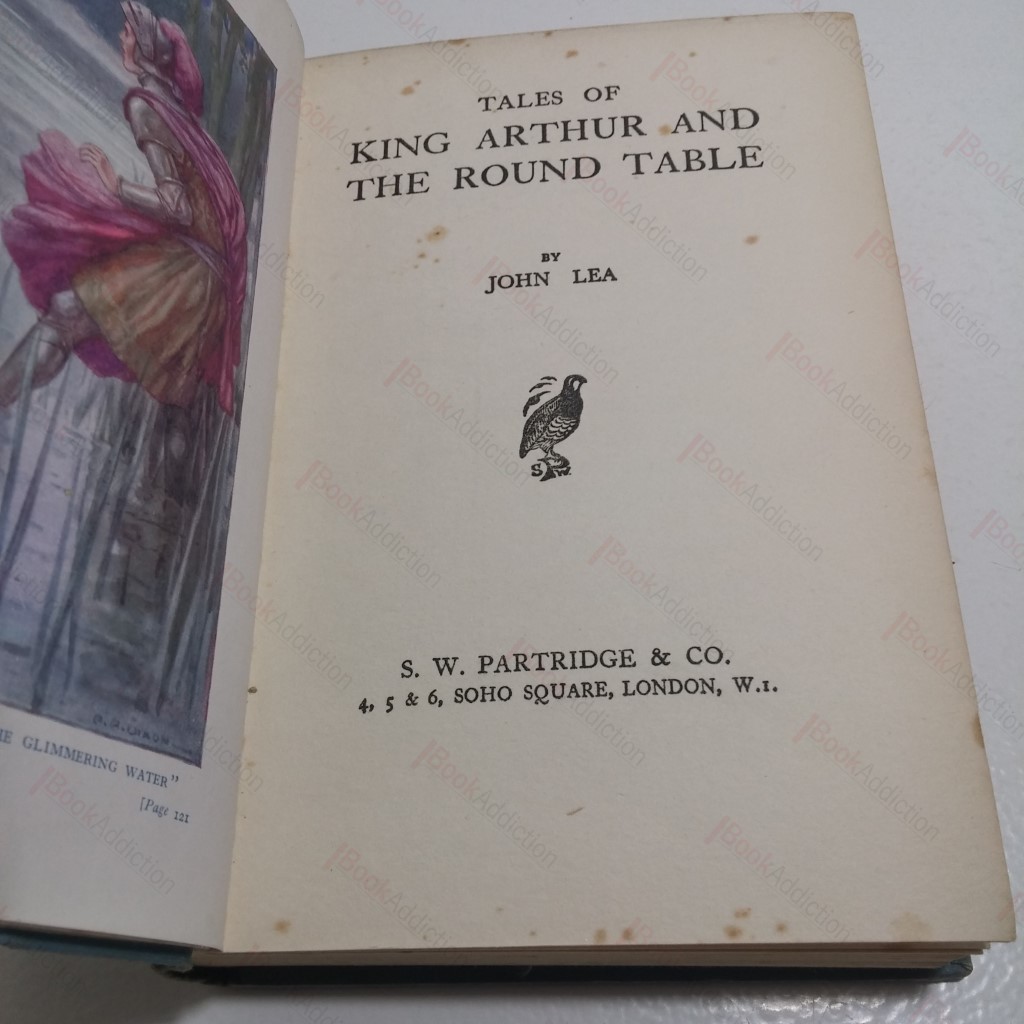 GLIMMERING WATER"
[Page 121
TALES OF
KING ARTHUR AND
THE ROUND TABLE
BY
JOHN LEA
S. W.
S. W. PARTRIDGE & CO.
4, 5 & 6, SOHO SQUARE, LONDON, W.1.
BookAddiction